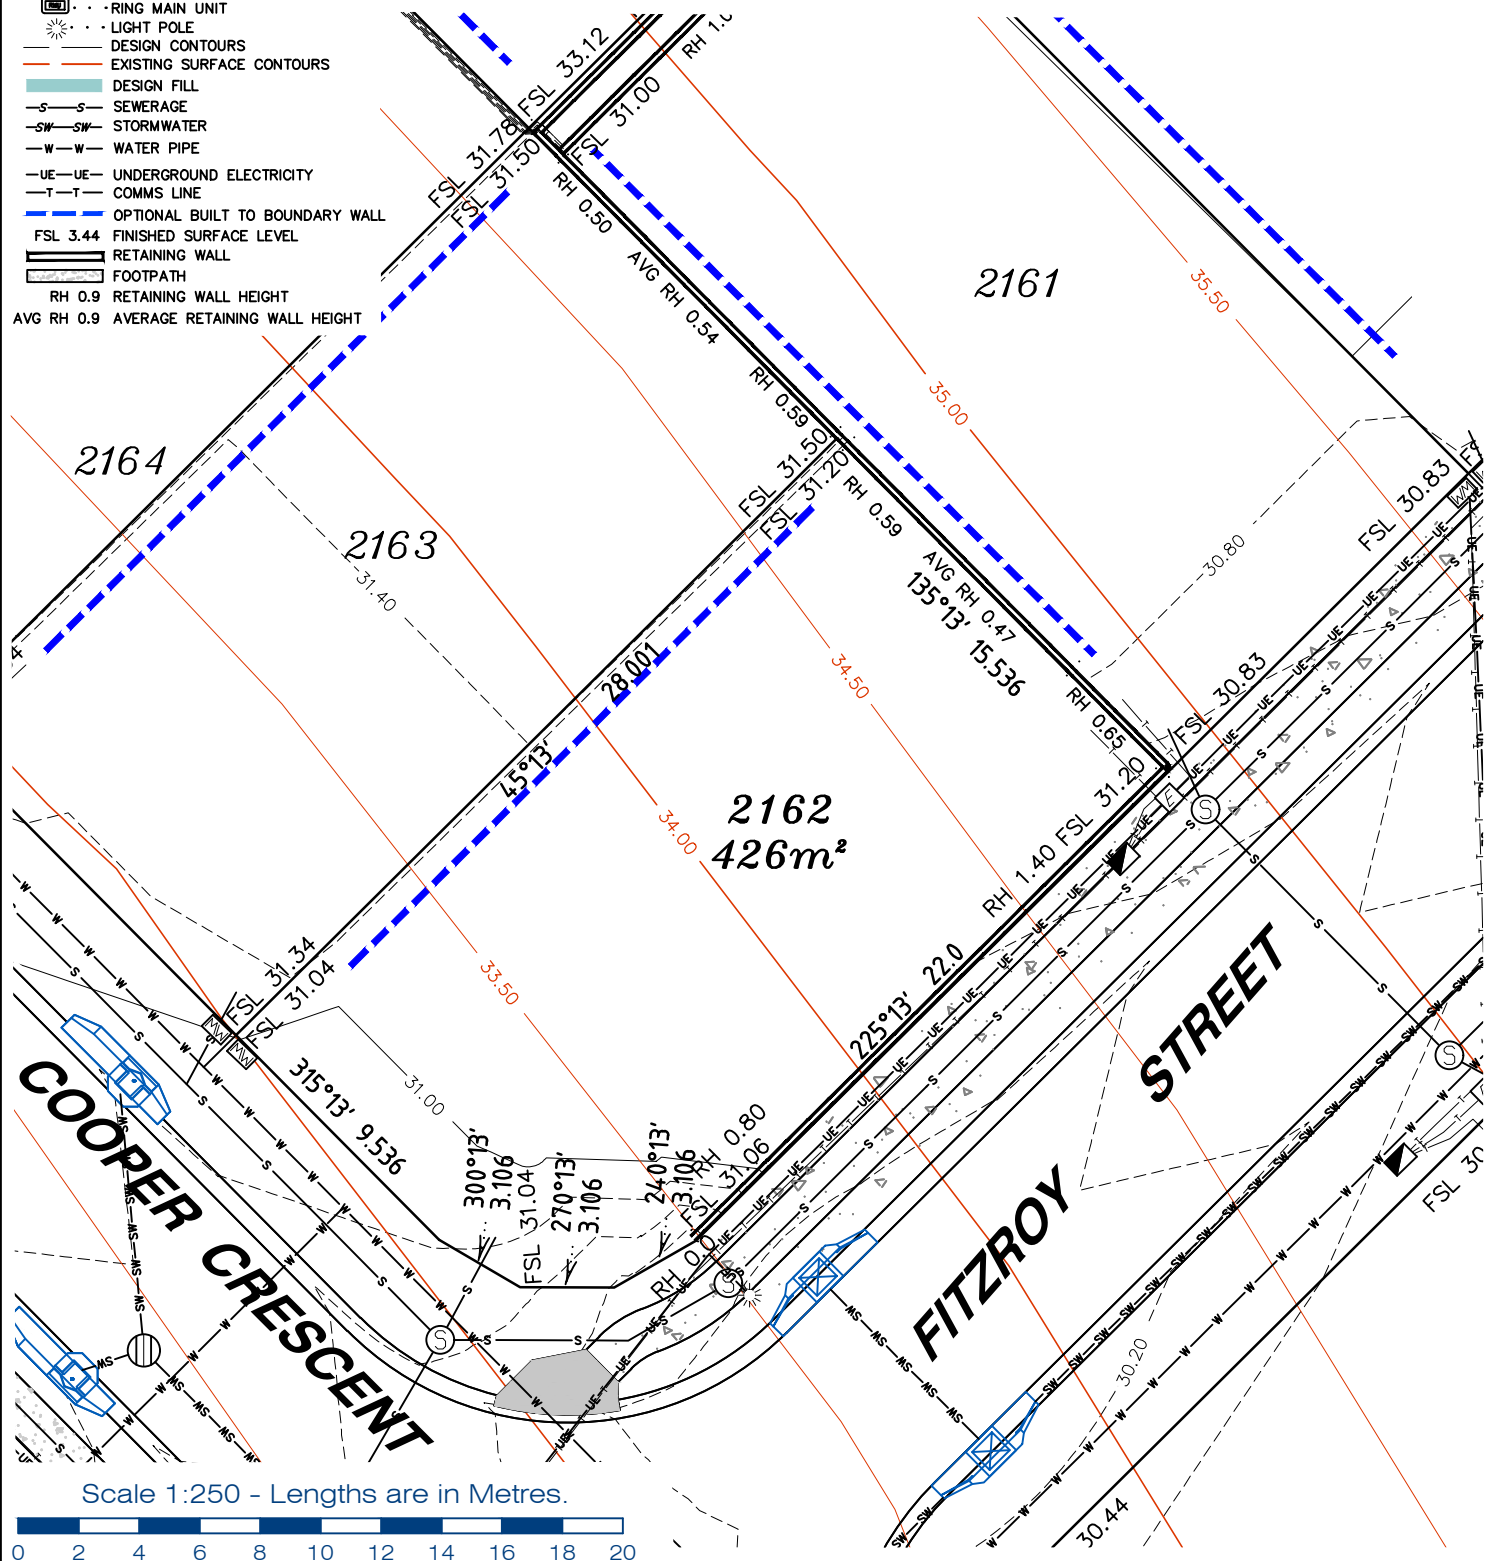 RING MAIN UNIT
LIGHT POLE
DESIGN CONTOURS
EXISTING SURFACE CONTOURS
DESIGN FILL
S S SEWERAGE
SW SW STORMWATER
W W WATER PIPE
UE UE UNDERGROUND ELECTRICITY
T T COMMS LINE
OPTIONAL BUILT TO BOUNDARY WALL
FSL 3.44 FINISHED SURFACE LEVEL
RETAINING WALL
FOOTPATH
RH 0.9 RETAINING WALL HEIGHT
AVG RH 0.9 AVERAGE RETAINING WALL HEIGHT
FSL 33.12
FSL 31.00
FSL 31.78
FSL 31.50
RH 0.50
AVG RH 0.54
RH 0.59
2161
35.50
35.00
2164
2163
31.40
FSL 31.50
FSL 31.20
RH 0.59
AVG RH 0.47
135°13' 15.536
RH 0.65
30.80
FSL 30.83
FSL 30.83
34.50
28.001
45°13'
34.00
2162
426m²
RH 1.40 FSL 31.20
33.50
FSL 31.34
FSL 31.04
225°13' 22.0
315°13' 9.536
31.00
300°13'
3.106
FSL 31.04
270°13'
3.106
240°13'
3.106
RH 0.80
FSL 31.06
RH 0.0
COOPER CRESCENT
FITZROY STREET
30.20
30.44
Scale 1:250 - Lengths are in Metres.
0 2 4 6 8 10 12 14 16 18 20